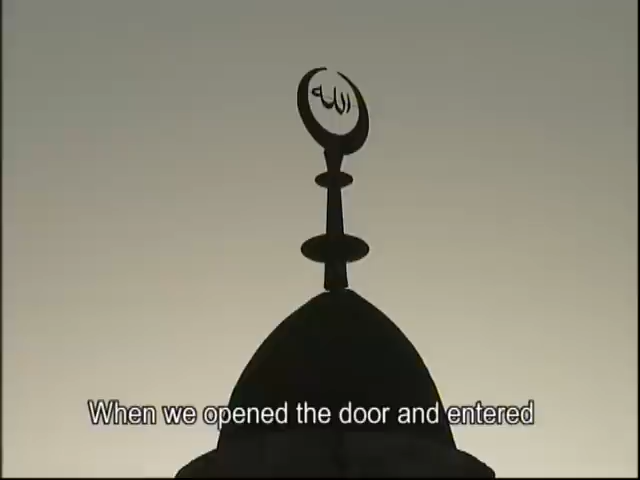 الله
When we opened the door and entered